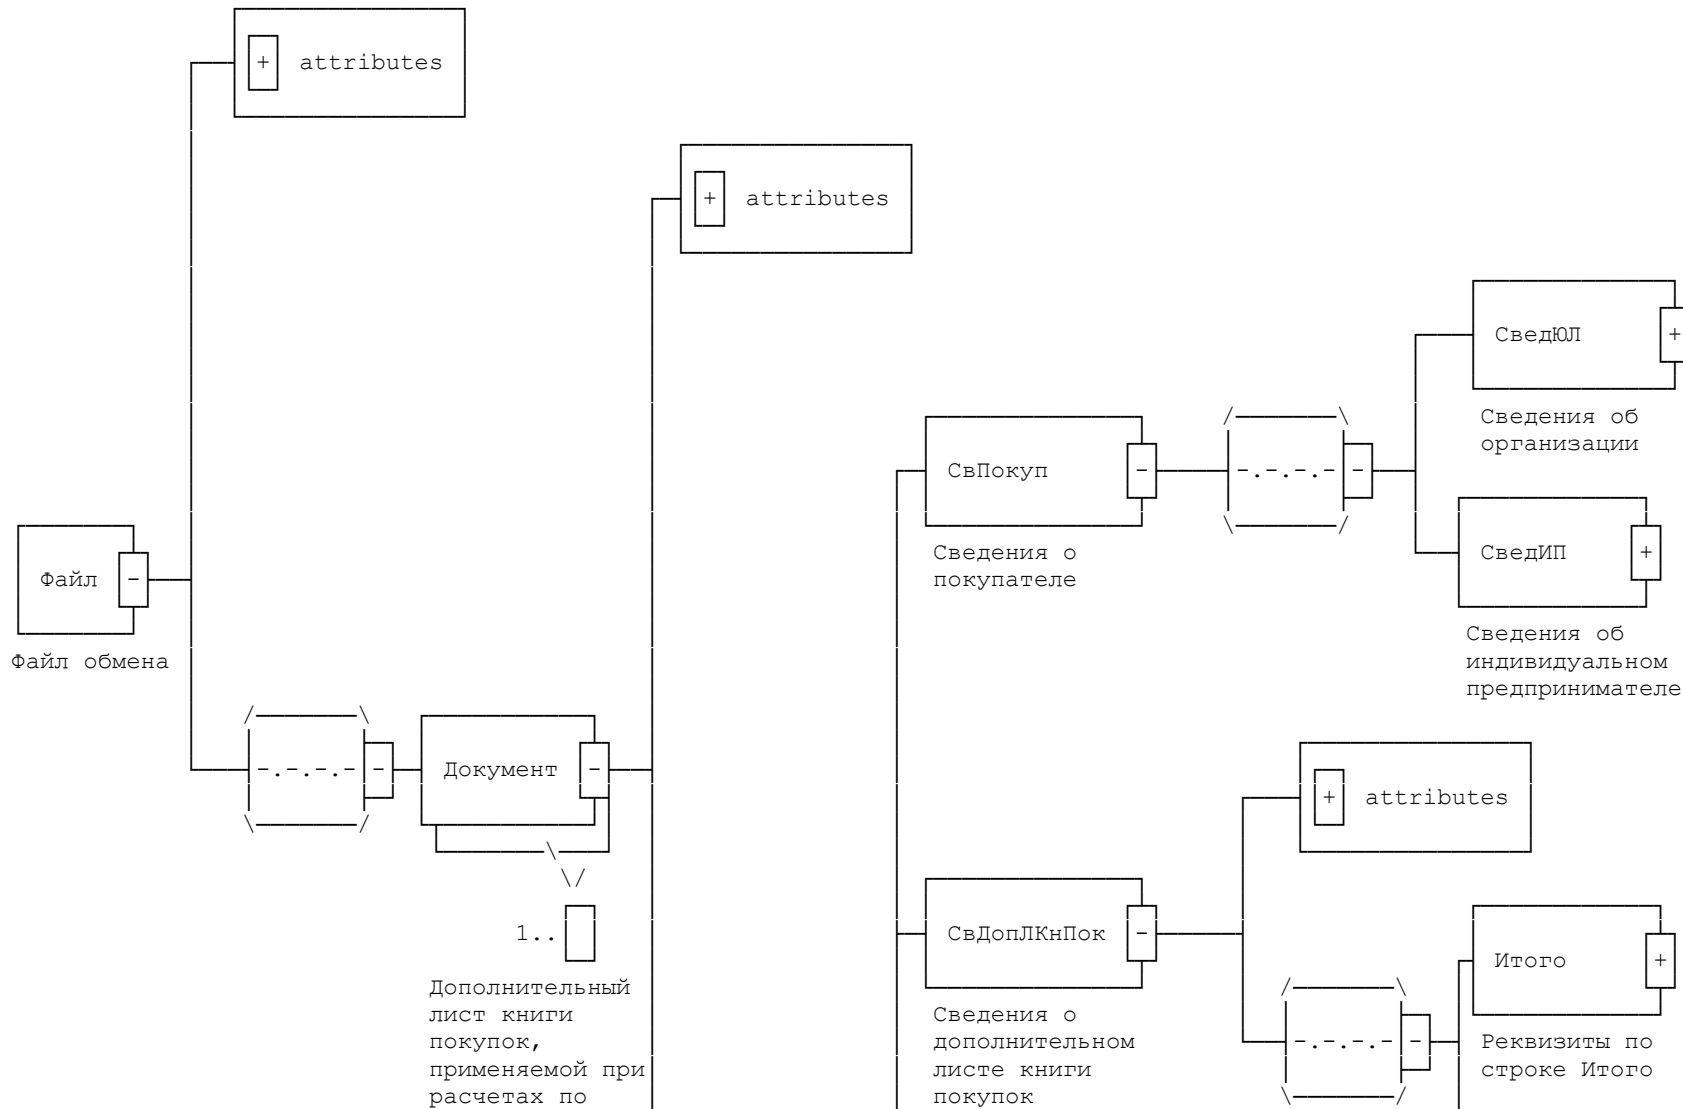 + attributes
+ attributes
СведЮЛ +
Сведения об
организации
СвПокуп -
-.-.-.- -
Сведения о
покупателе
СведИП +
Сведения об
индивидуальном
предпринимателе
Файл -
Файл обмена
-.-.-.- -
Документ -
1..
Дополнительный
лист книги
покупок,
применяемой при
расчетах по
+ attributes
СвДопЛКнПок -
Сведения о
дополнительном
листе книги
покупок
-.-.-.- -
Итого +
Реквизиты по
строке Итого